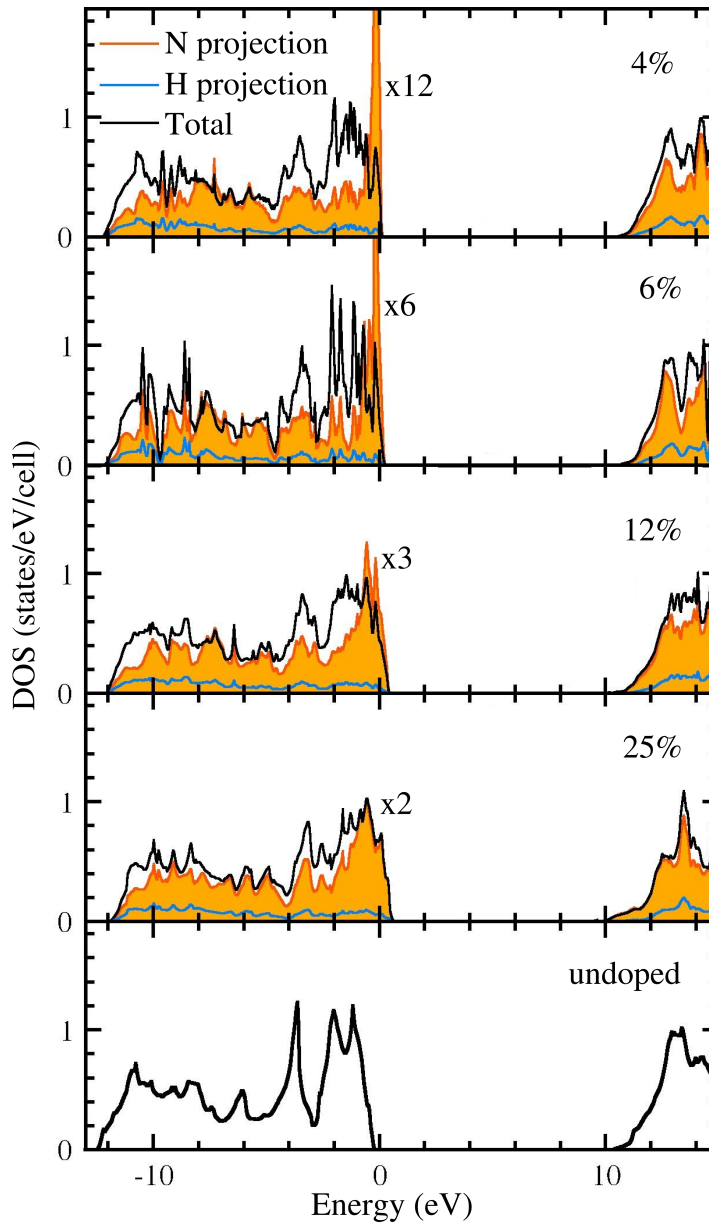 N projection
H projection
Total
x12
4%
1
0
x6
6%
1
0
x3
12%
1
0
x2
25%
1
0
undoped
1
0
-10
0
10
DOS (states/eV/cell)
Energy (eV)